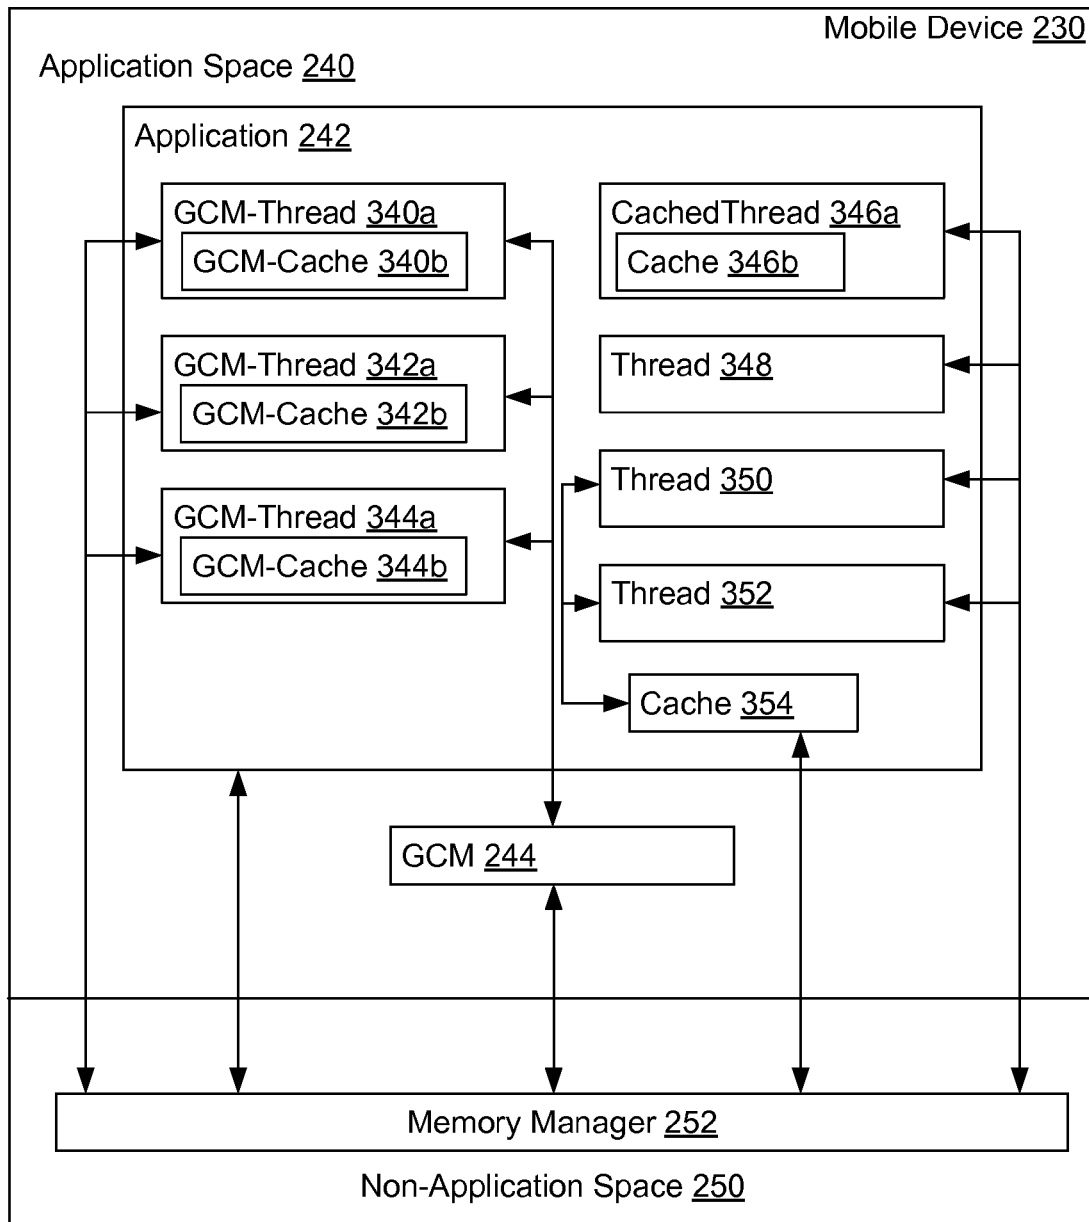 Mobile Device 230
Application Space 240
Application 242
GCM-Thread 340a
GCM-Cache 340b
GCM-Thread 342a
GCM-Cache 342b
GCM-Thread 344a
GCM-Cache 344b
CachedThread 346a
Cache 346b
Thread 348
Thread 350
Thread 352
Cache 354
GCM 244
Memory Manager 252
Non-Application Space 250